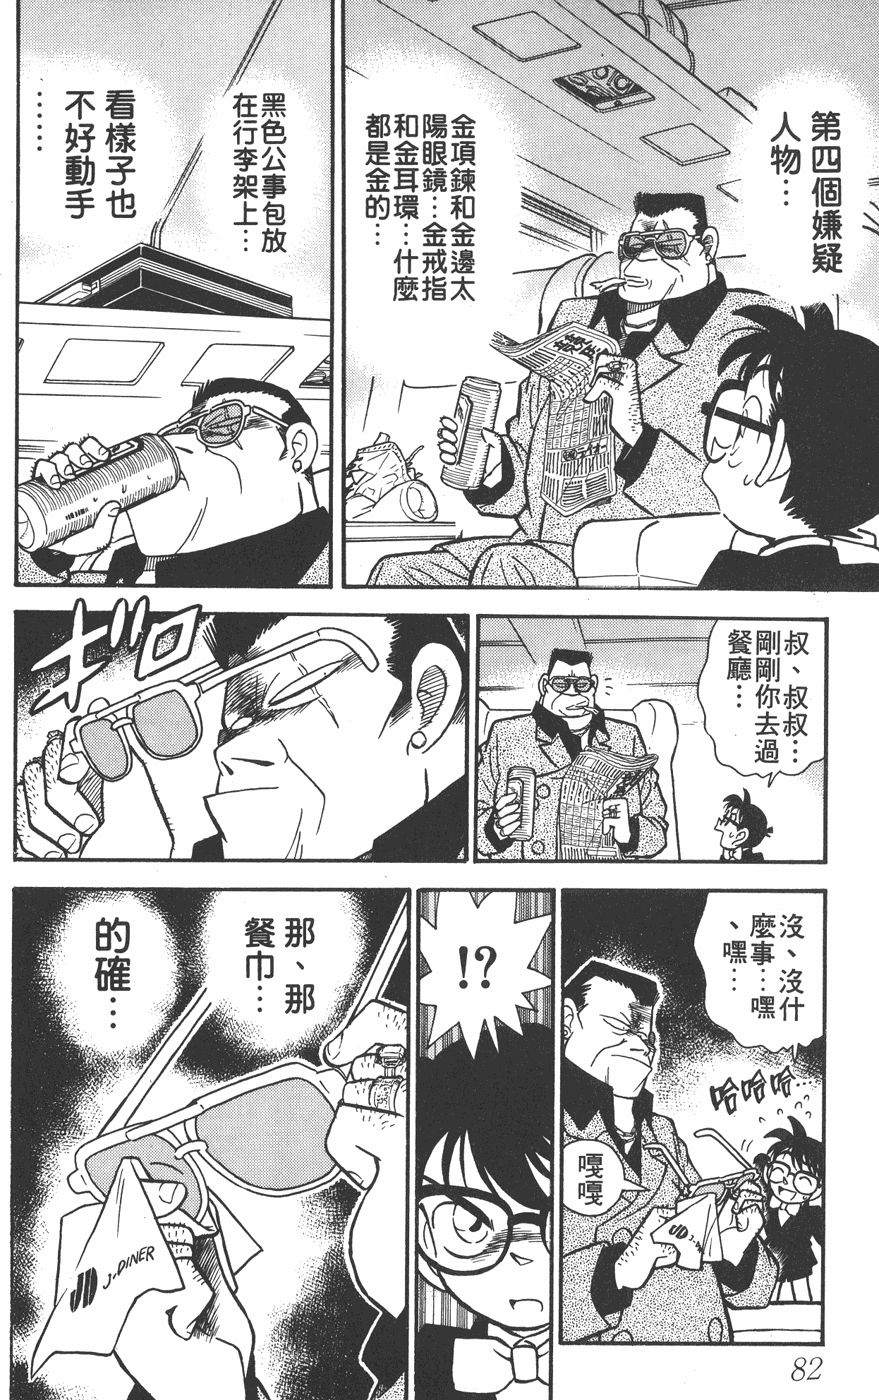 第四個嫌疑
人物…
金項鍊和金邊太
陽眼鏡…金戒指
和金耳環…什麼
都是金的…
黑色公事包放
在行李架上…
看樣子也
不好動手
……
叔、叔叔…
剛剛你去過
餐廳…
ギロ
沒、沒什
麼事…嘿
、嘿…
哈哈哈…
嘎嘎
JD J-DINER
!?
那、那
餐巾…
的確…
JD J-DINER
82